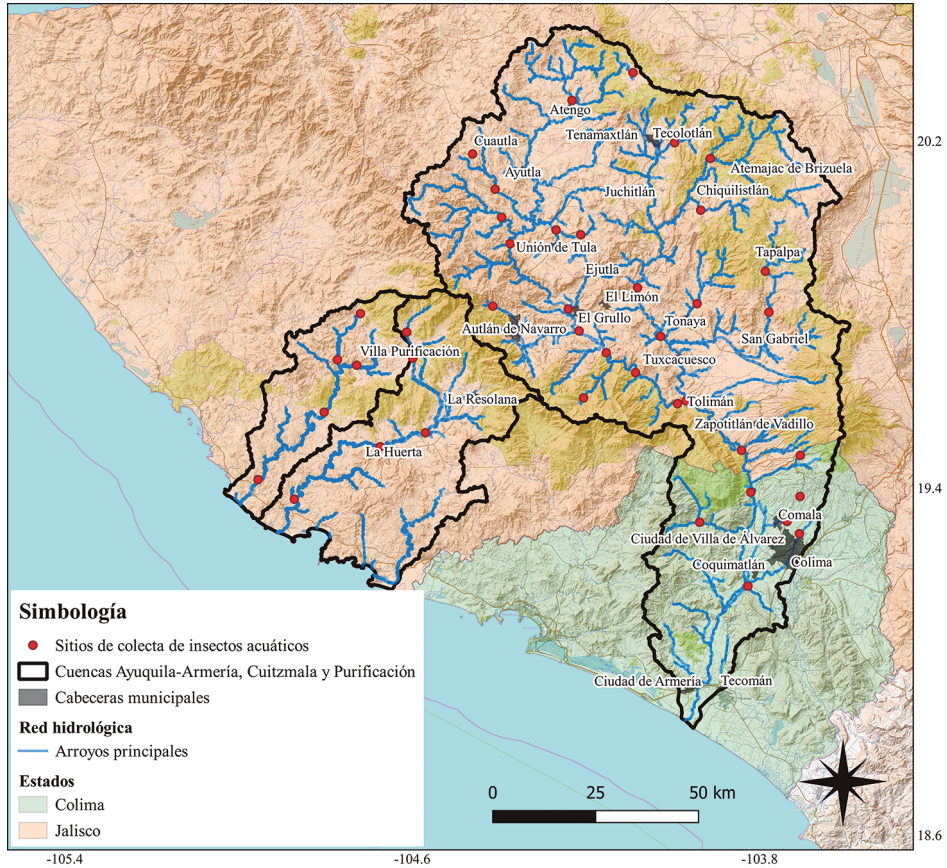 Atengo
Tenamaxtlán
Tecolotlán
20.2
Cuautla
Atemajac de Brizuela
Ayutla
Juchitlán
Chiquilistlán
Unión de Tula
Tapalpa
Ejutla
El Limón
El Grullo
Autlán de Navarro
Tonaya
San Gabriel
Villa Purificación
Tuxcacuesco
La Resolana
Tolimán
Zapotitlán de Vadillo
La Huerta
19.4
Comala
Ciudad de Villa de Álvarez
Coquimatlán
Colima
Ciudad de Armería
Tecomán
Simbología
Sitios de colecta de insectos acuáticos
Cuencas Ayuquila-Armería, Cuitzmala y Purificación
Cabeceras municipales
Red hidrológica
Arroyos principales
Estados
Colima
Jalisco
0 25 50 km
18.6
-105.4 -104.6 -103.8